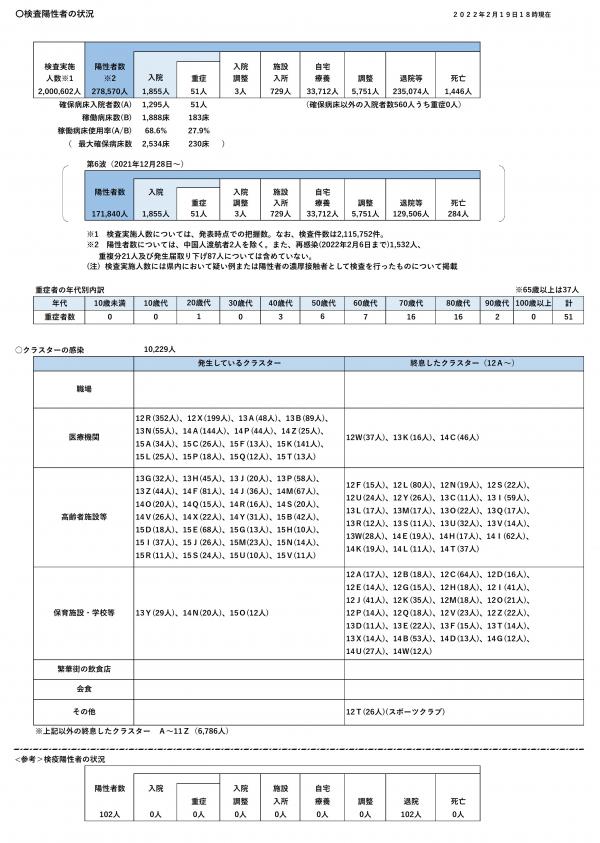 ○検査陽性者の状況
２０２２年２月１９日１８時現在
検査実施人数※1 陽性者数※2 入院 重症 入院調整 施設入所 自宅療養 調整 退院等 死亡
2,000,602人 278,570人 1,855人 51人 3人 729人 33,712人 5,751人 235,074人 1,446人
確保病床入院者数(A) 1,295人 51人 (確保病床以外の入院者数560人うち重症0人)
稼働病床数(B) 1,888床 183床
稼働病床使用率(A/B) 68.6% 27.9%
( 最大確保病床数 2,534床 230床 )
第6波（2021年12月28日～）
陽性者数 入院 重症 入院調整 施設入所 自宅療養 調整 退院等 死亡
171,840人 1,855人 51人 3人 729人 33,712人 5,751人 129,506人 284人
※1 検査実施人数については、発表時点での把握数。なお、検査件数は2,115,752件。
※2 陽性者数については、中国人渡航者2人を除く。また、再感染(2022年2月6日まで)1,532人、
重複分21人及び発生届取り下げ87人については含めていない。
(注) 検査実施人数には県内において疑い例または陽性者の濃厚接触者として検査を行ったものについて掲載
重症者の年代別内訳 ※65歳以上は37人
年代 10歳未満 10歳代 20歳代 30歳代 40歳代 50歳代 60歳代 70歳代 80歳代 90歳代 100歳以上 計
重症者数 0 0 1 0 3 6 7 16 16 2 0 51
○クラスターの感染 10,229人
発生しているクラスター 終息したクラスター（12Ａ～）
職場
医療機関
12Ｒ(352人)、12Ｘ(199人)、13Ａ(48人)、13Ｂ(89人)、
13Ｎ(55人)、14Ａ(144人)、14Ｐ(44人)、14Ｚ(25人)、
15Ａ(34人)、15Ｃ(26人)、15Ｆ(13人)、15Ｋ(141人)、
15Ｌ(25人)、15Ｐ(18人)、15Ｑ(12人)、15Ｔ(13人)
12W(37人)、13Ｋ(16人)、14Ｃ(46人)
高齢者施設等
13G(32人)、13Ｈ(45人)、13Ｊ(20人)、13Ｐ(58人)、
13Ｚ(44人)、14Ｆ(81人)、14Ｊ(36人)、14Ｍ(67人)、
14Ｏ(20人)、14Ｑ(15人)、14Ｒ(16人)、14Ｓ(20人)、
14Ｖ(26人)、14Ｘ(22人)、14Ｙ(31人)、15Ｂ(42人)、
15Ｄ(18人)、15Ｅ(68人)、15Ｇ(13人)、15Ｈ(10人)、
15Ｉ(37人)、15Ｊ(26人)、15Ｍ(23人)、15Ｎ(14人)、
15Ｒ(11人)、15Ｓ(24人)、15Ｕ(10人)、15Ｖ(11人)
12Ｆ(15人)、12Ｌ(80人)、12Ｎ(19人)、12Ｓ(22人)、
12Ｕ(24人)、12Ｙ(26人)、13Ｃ(11人)、13Ｉ(59人)、
13Ｌ(17人)、13Ｍ(17人)、13Ｏ(22人)、13Ｑ(17人)、
13Ｒ(12人)、13Ｓ(11人)、13Ｕ(32人)、13Ｖ(14人)、
13Ｗ(28人)、14Ｅ(19人)、14Ｈ(17人)、14Ｉ(62人)、
14Ｋ(19人)、14Ｌ(11人)、14Ｔ(37人)
保育施設・学校等
13Ｙ(29人)、14Ｎ(20人)、15Ｏ(12人)
12Ａ(17人)、12Ｂ(18人)、12Ｃ(64人)、12Ｄ(16人)、
12Ｅ(14人)、12Ｇ(15人)、12Ｈ(18人)、12Ｉ(41人)、
12Ｊ(41人)、12Ｋ(35人)、12Ｍ(18人)、12Ｏ(21人)、
12Ｐ(14人)、12Ｑ(18人)、12Ｖ(23人)、12Ｚ(22人)、
13Ｄ(11人)、13Ｅ(22人)、13Ｆ(15人)、13Ｔ(14人)、
13Ｘ(14人)、14Ｂ(53人)、14Ｄ(13人)、14Ｇ(12人)、
14Ｕ(27人)、14Ｗ(12人)
繁華街の飲食店
会食
その他
12Ｔ(26人)(スポーツクラブ)
※上記以外の終息したクラスター Ａ～11Ｚ（6,786人）
<参考>検疫陽性者の状況
陽性者数 入院 重症 入院調整 施設入所 自宅療養 調整 退院 死亡
102人 0人 0人 0人 0人 0人 0人 102人 0人